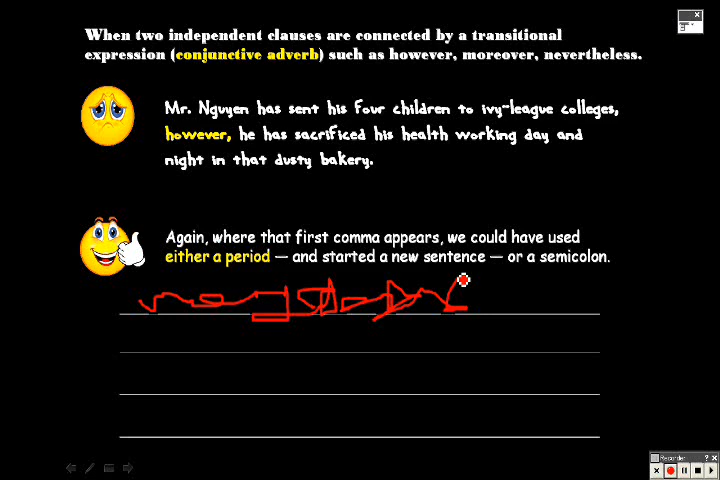 When two independent clauses are connected by a transitional
expression (conjunctive adverb) such as however, moreover, nevertheless.
Mr. Nguyen has sent his four children to ivy-league colleges,
however, he has sacrificed his health working day and
night in that dusty bakery.
Again, where that first comma appears, we could have used
either a period — and started a new sentence — or a semicolon.
Recorder